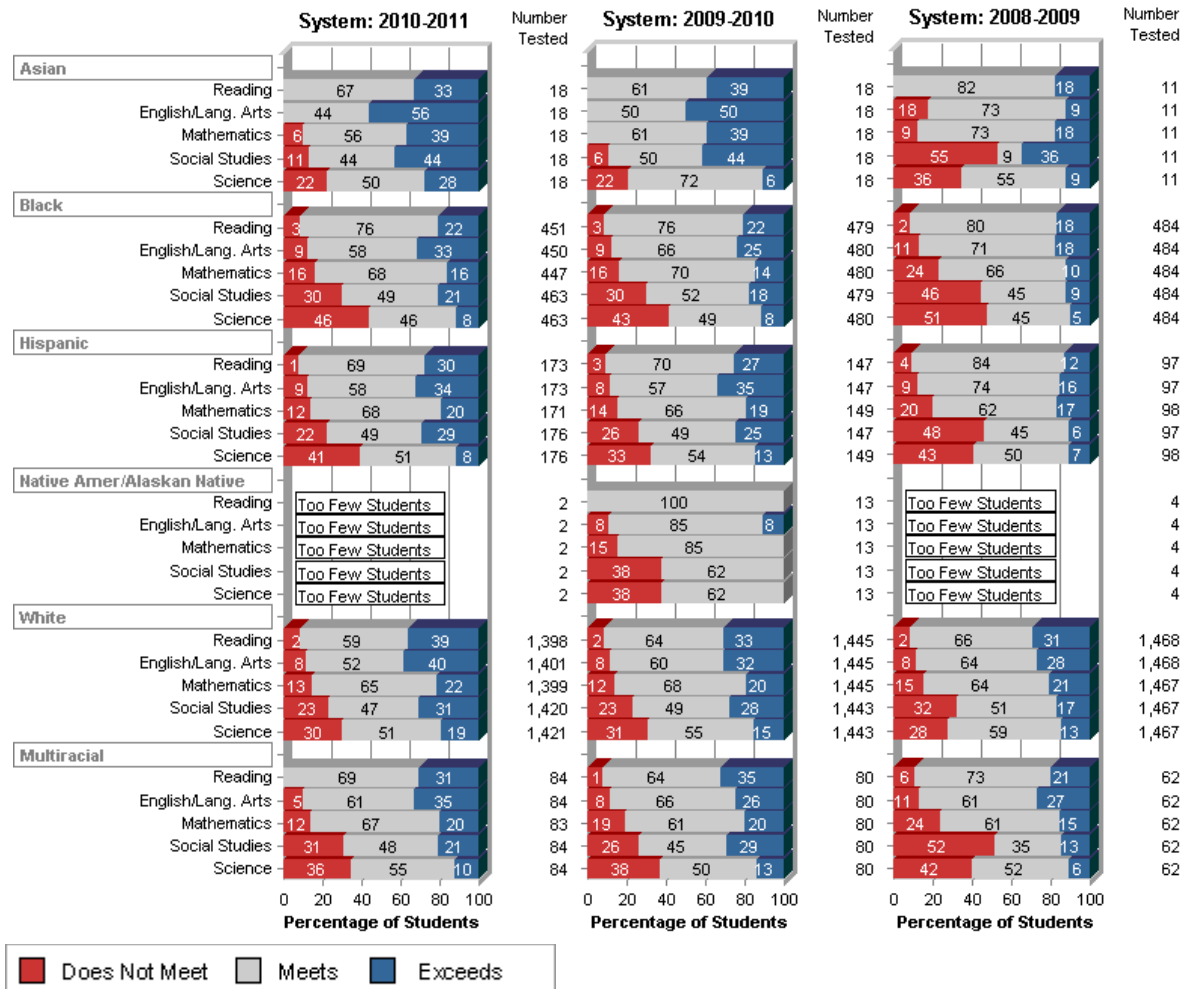 System: 2010-2011 Number Tested System: 2009-2010 Number Tested System: 2008-2009 Number Tested
Asian
Reading 67 33 18 61 39 18 82 18 11
English/Lang. Arts 44 56 18 50 50 18 18 73 9 11
Mathematics 6 56 39 18 61 39 18 9 73 18 11
Social Studies 11 44 44 18 6 50 44 18 55 9 36 11
Science 22 50 28 18 22 72 6 18 36 55 9 11
Black
Reading 3 76 22 451 3 76 22 479 2 80 18 484
English/Lang. Arts 9 58 33 450 9 66 25 480 11 71 18 484
Mathematics 16 68 16 447 16 70 14 480 24 66 10 484
Social Studies 30 49 21 463 30 52 18 479 46 45 9 484
Science 46 46 8 463 43 49 8 480 51 45 5 484
Hispanic
Reading 1 69 30 173 3 70 27 147 4 84 12 97
English/Lang. Arts 9 58 34 173 8 57 35 147 9 74 16 97
Mathematics 12 68 20 171 14 66 19 149 20 62 17 98
Social Studies 22 49 29 176 26 49 25 147 48 45 6 97
Science 41 51 8 176 33 54 13 149 43 50 7 98
Native Amer/Alaskan Native
Reading Too Few Students 2 100 13 Too Few Students 4
English/Lang. Arts Too Few Students 2 8 85 8 13 Too Few Students 4
Mathematics Too Few Students 2 15 85 13 Too Few Students 4
Social Studies Too Few Students 2 38 62 13 Too Few Students 4
Science Too Few Students 2 38 62 13 Too Few Students 4
White
Reading 2 59 39 1,398 2 64 33 1,445 2 66 31 1,468
English/Lang. Arts 8 52 40 1,401 8 60 32 1,445 8 64 28 1,468
Mathematics 13 65 22 1,399 12 68 20 1,445 15 64 21 1,467
Social Studies 23 47 31 1,420 23 49 28 1,443 32 51 17 1,467
Science 30 51 19 1,421 31 55 15 1,443 28 59 13 1,467
Multiracial
Reading 69 31 84 1 64 35 80 6 73 21 62
English/Lang. Arts 5 61 35 84 8 66 26 80 11 61 27 62
Mathematics 12 67 20 83 19 61 20 80 24 61 15 62
Social Studies 31 48 21 84 26 45 29 80 52 35 13 62
Science 36 55 10 84 38 50 13 80 42 52 6 62
0 20 40 60 80 100 0 20 40 60 80 100 0 20 40 60 80 100
Percentage of Students Percentage of Students Percentage of Students
Does Not Meet Meets Exceeds